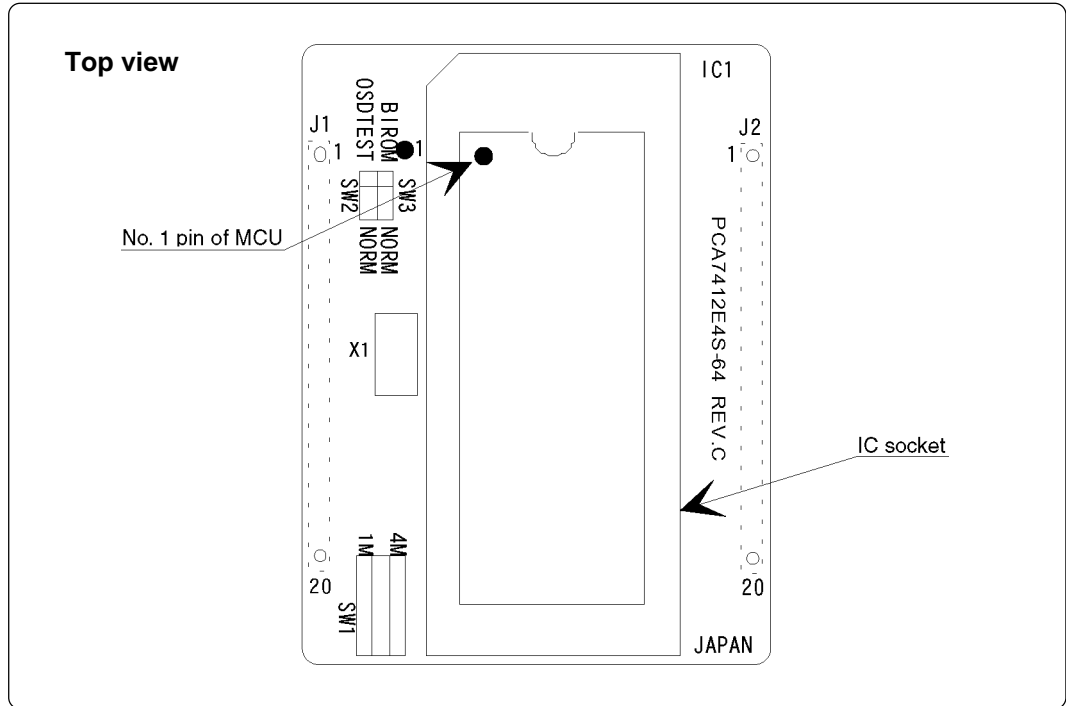 Top view
IC1
OSDTEST
BIROM
J1
1
1
J2
1
SW2
SW3
No. 1 pin of MCU
NORM
NORM
PCA7412E4S-64 REV.C
X1
IC socket
1M
4M
20
20
SW1
JAPAN